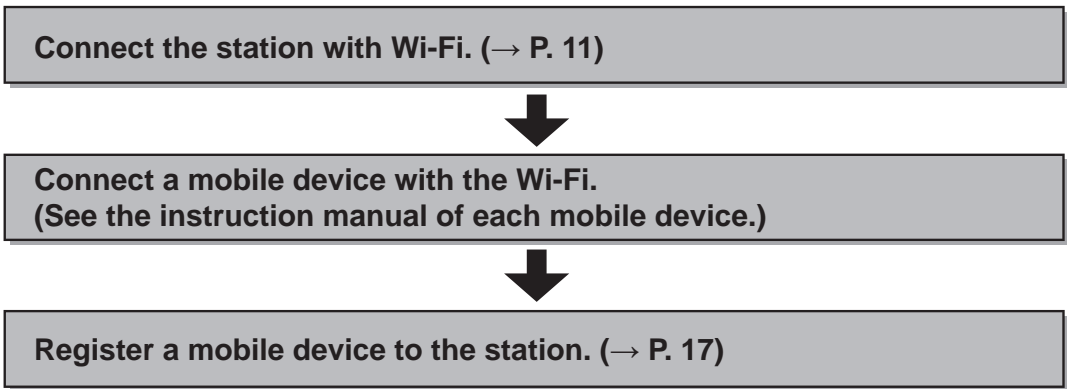 Connect the station with Wi-Fi. (→ P. 11)
Connect a mobile device with the Wi-Fi.
(See the instruction manual of each mobile device.)
Register a mobile device to the station. (→ P. 17)